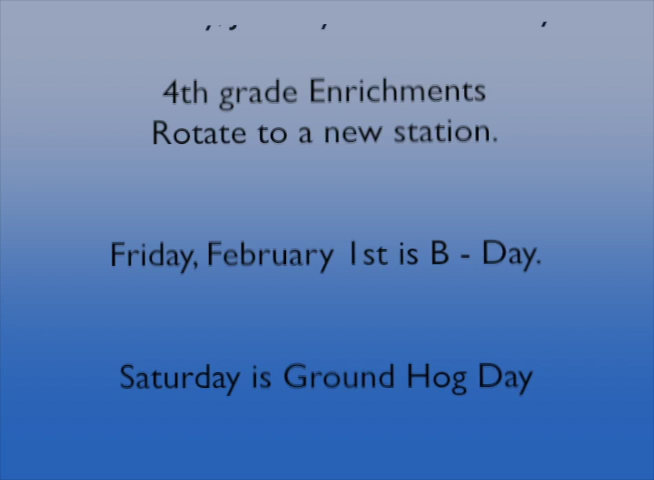 4th grade Enrichments
Rotate to a new station.
Friday, February 1st is B - Day.
Saturday is Ground Hog Day